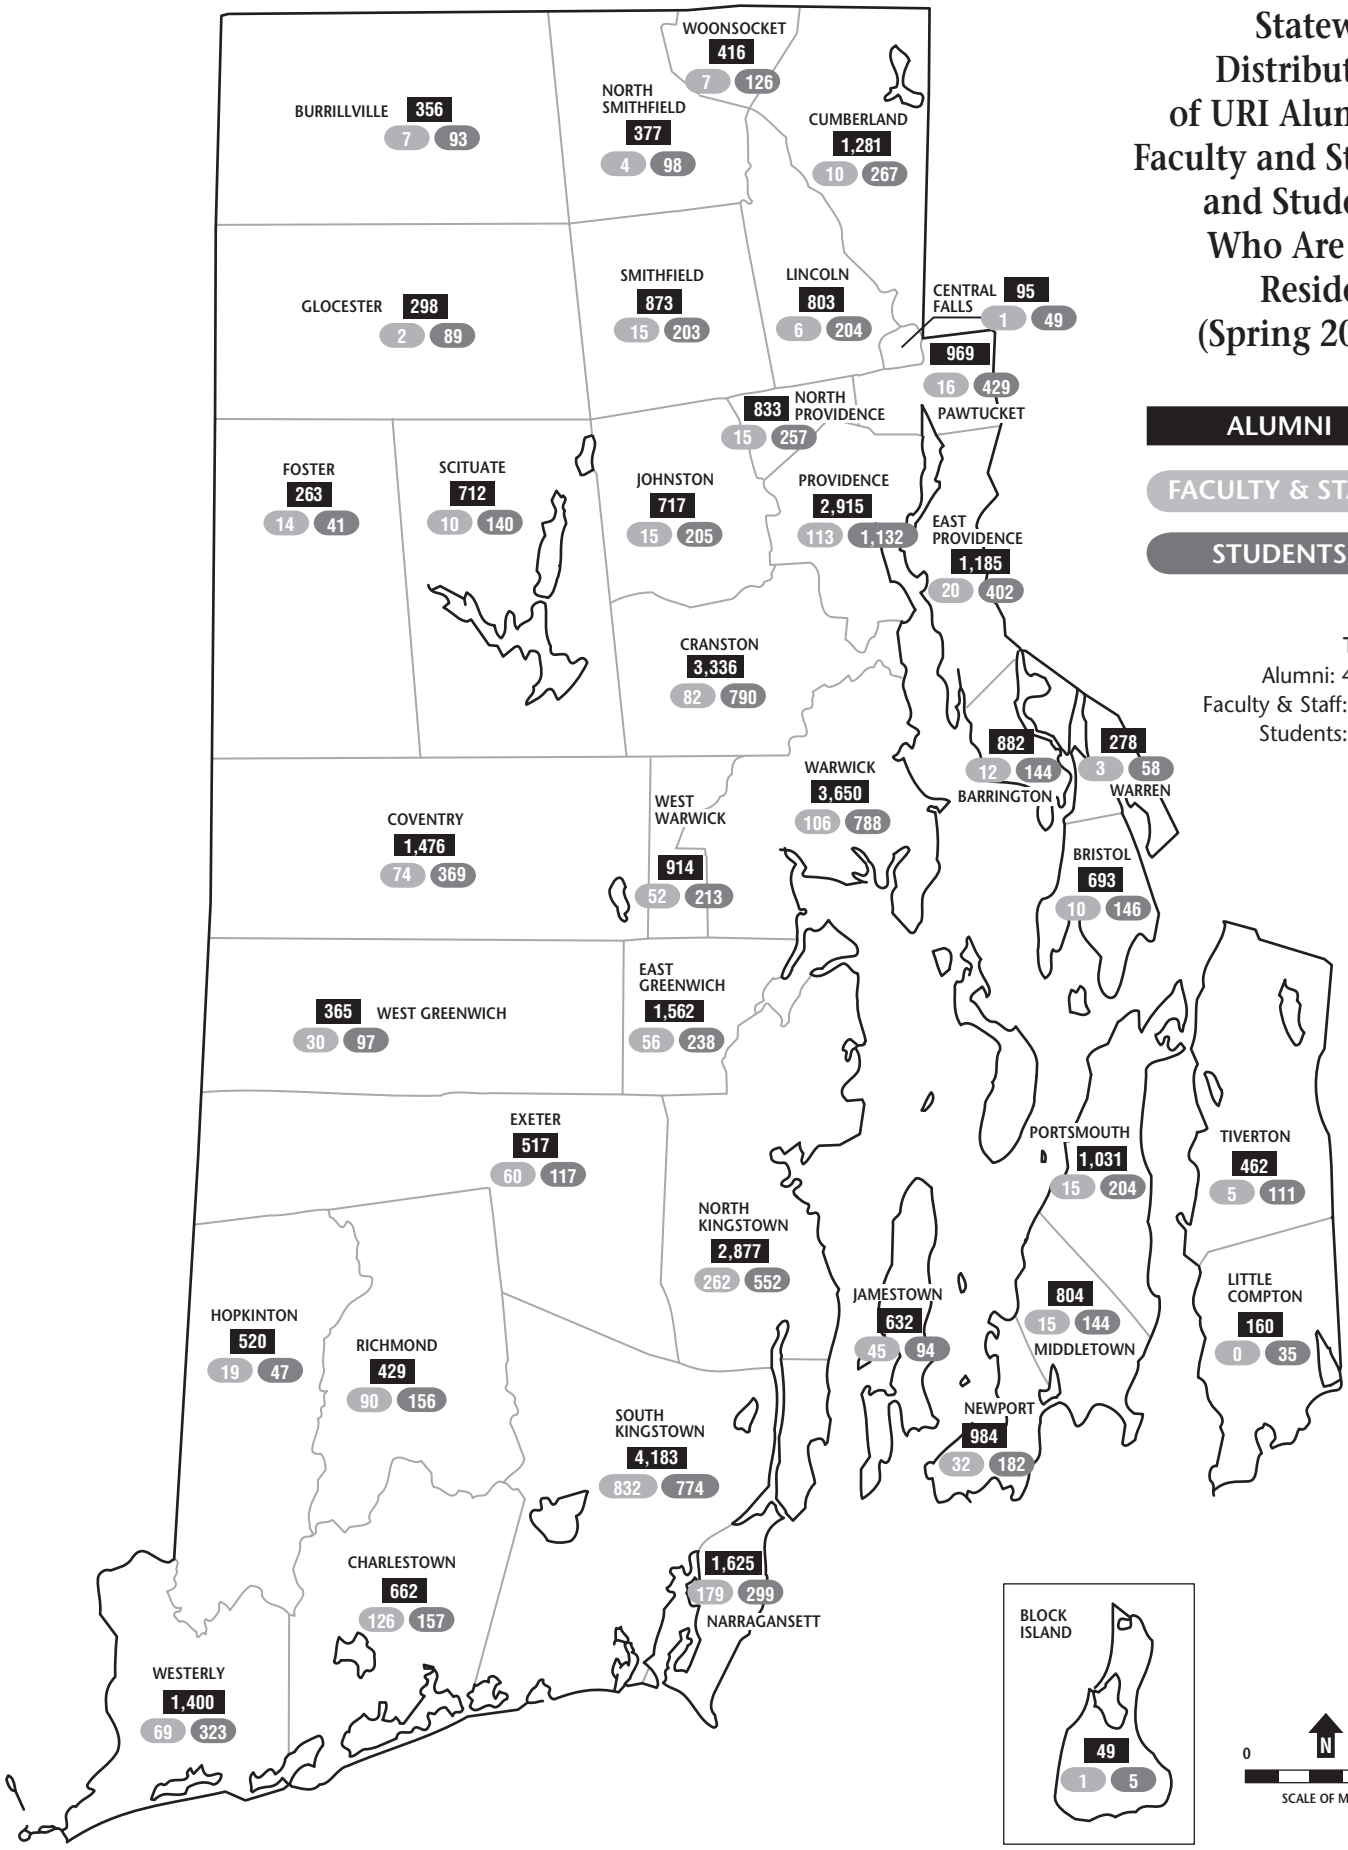 Statew
Distribut
of URI Alun
Faculty and St
and Stude
Who Are
Reside
(Spring 20
ALUMNI
FACULTY & STA
STUDENTS
T
Alumni: 4
Faculty & Staff:
Students:
WOONSOCKET
416
7 126
BURRILLVILLE 356
7 93
NORTH
SMITHFIELD
377
4 98
CUMBERLAND
1,281
10 267
GLOCESTER 298
2 89
SMITHFIELD
873
15 203
LINCOLN
803
6 204
CENTRAL
FALLS
95
1 49
969
16 429
PAWTUCKET
833
NORTH
PROVIDENCE
15 257
FOSTER
263
14 41
SCITUATE
712
10 140
JOHNSTON
717
15 205
PROVIDENCE
2,915
113 1,132
EAST
PROVIDENCE
1,185
20 402
CRANSTON
3,336
82 790
882
12 144
BARRINGTON
278
3 58
WARREN
WARWICK
3,650
106 788
WEST
WARWICK
914
52 213
COVENTRY
1,476
74 369
BRISTOL
693
10 146
EAST
GREENWICH
1,562
56 238
365 WEST GREENWICH
30 97
EXETER
517
60 117
PORTSMOUTH
1,031
15 204
TIVERTON
462
5 111
NORTH
KINGSTOWN
2,877
262 552
JAMESTOWN
632
45 94
804
15 144
MIDDLETOWN
LITTLE
COMPTON
160
0 35
HOPKINTON
520
19 47
RICHMOND
429
90 156
SOUTH
KINGSTOWN
4,183
832 774
NEWPORT
984
32 182
CHARLESTOWN
662
126 157
1,625
179 299
NARRAGANSETT
WESTERLY
1,400
69 323
BLOCK
ISLAND
49
1 5
N
0
SCALE OF M